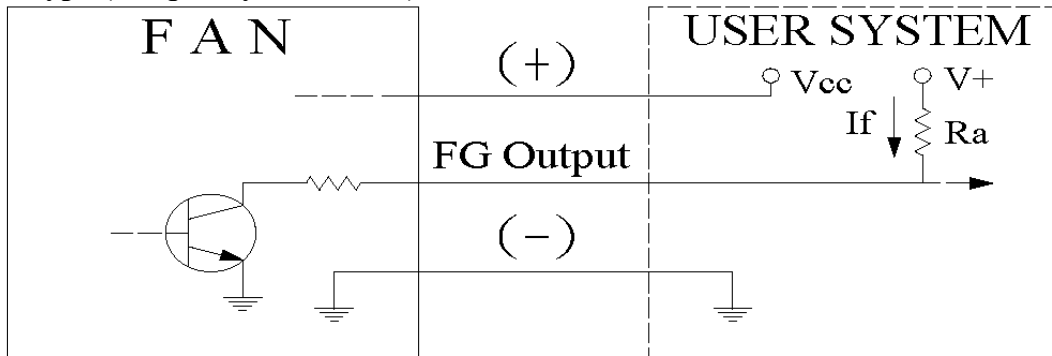 F A N
USER SYSTEM
(+)
Vcc
V+
If
Ra
FG Output
(-)